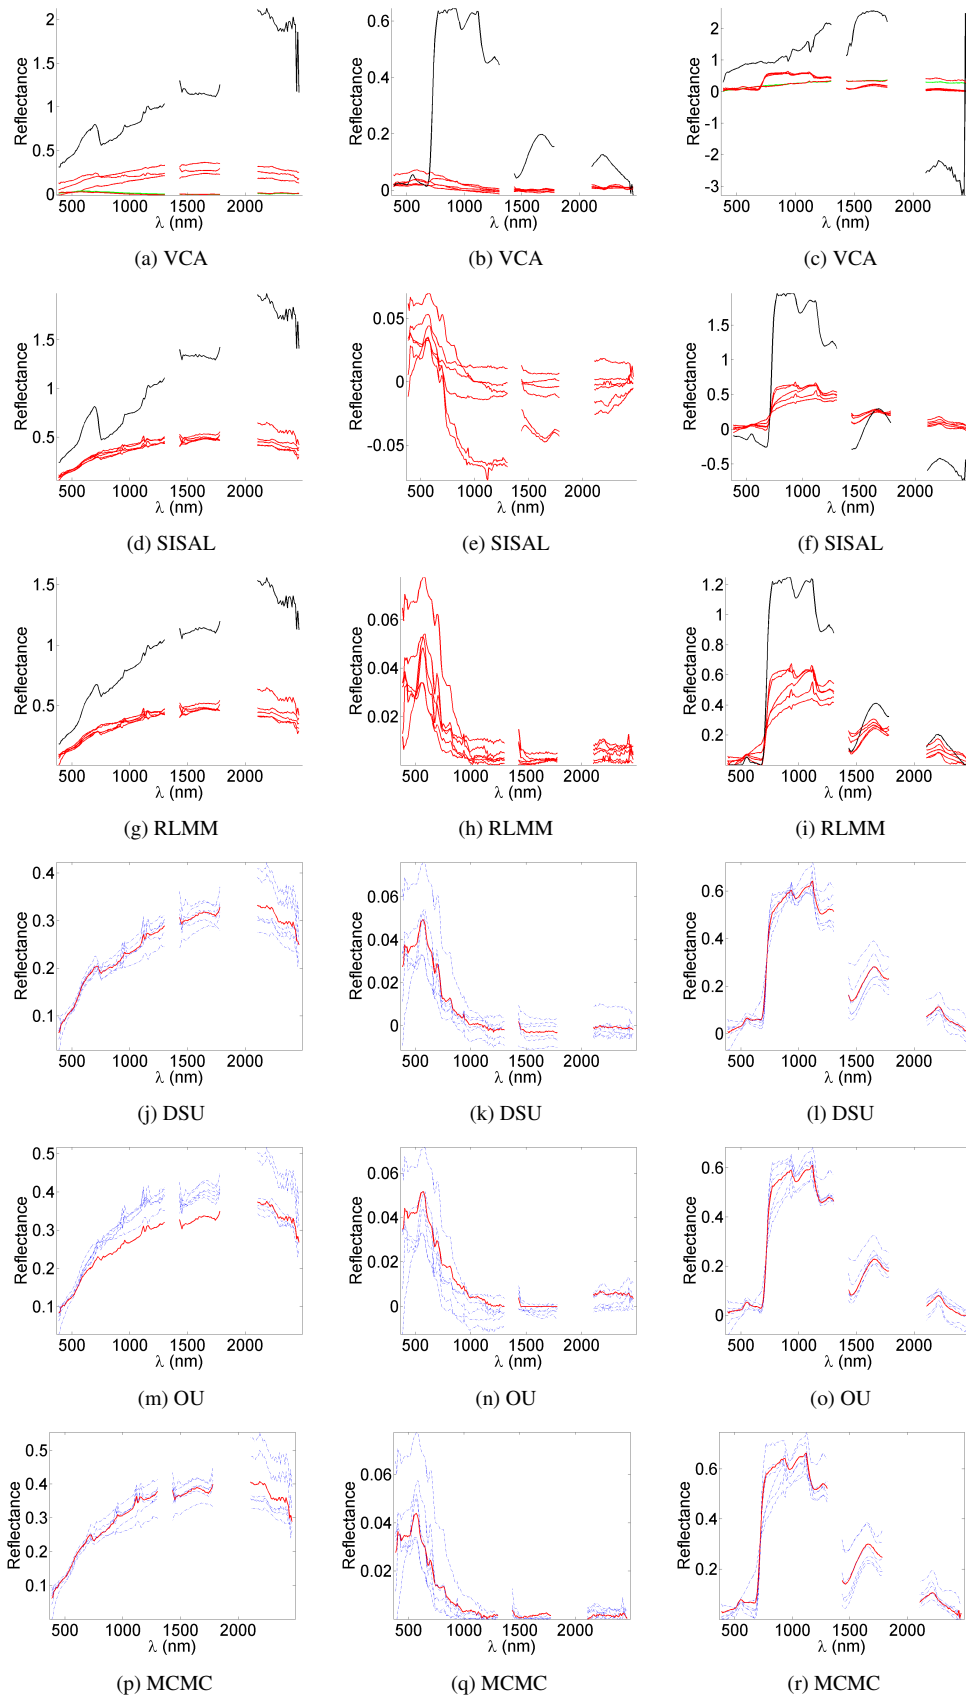 Reflectance Reflectance Reflectance
2 1.5 1 0.5 0
0.6 0.4 0.2 0
2 1 0 -1 -2 -3
500 1000 1500 2000 500 1000 1500 2000 500 1000 1500 2000
λ (nm) λ (nm) λ (nm)
(a) VCA (b) VCA (c) VCA
Reflectance Reflectance Reflectance
1.5 1 0.5
0.05 0 -0.05
1.5 1 0.5 0 -0.5
500 1000 1500 2000 500 1000 1500 2000 500 1000 1500 2000
λ (nm) λ (nm) λ (nm)
(d) SISAL (e) SISAL (f) SISAL
Reflectance Reflectance Reflectance
1.5 1 0.5
0.06 0.04 0.02
1.2 1 0.8 0.6 0.4 0.2
500 1000 1500 2000 500 1000 1500 2000 500 1000 1500 2000
λ (nm) λ (nm) λ (nm)
(g) RLMM (h) RLMM (i) RLMM
Reflectance Reflectance Reflectance
0.4 0.3 0.2 0.1
0.06 0.04 0.02 0
0.6 0.4 0.2 0
500 1000 1500 2000 500 1000 1500 2000 500 1000 1500 2000
λ (nm) λ (nm) λ (nm)
(j) DSU (k) DSU (l) DSU
Reflectance Reflectance Reflectance
0.5 0.4 0.3 0.2 0.1
0.06 0.04 0.02 0
0.6 0.4 0.2 0
500 1000 1500 2000 500 1000 1500 2000 500 1000 1500 2000
λ (nm) λ (nm) λ (nm)
(m) OU (n) OU (o) OU
Reflectance Reflectance Reflectance
0.5 0.4 0.3 0.2 0.1
0.06 0.04 0.02
0.6 0.4 0.2
500 1000 1500 2000 500 1000 1500 2000 500 1000 1500 2000
λ (nm) λ (nm) λ (nm)
(p) MCMC (q) MCMC (r) MCMC